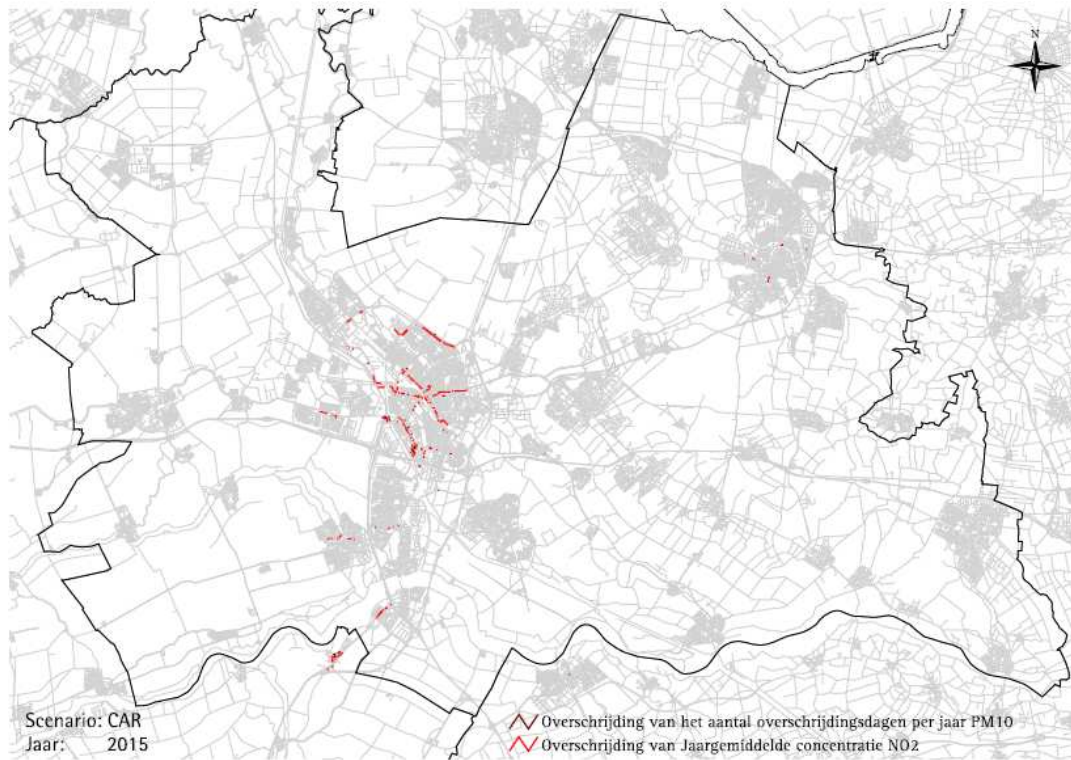 N
Scenario: CAR
Jaar: 2015
Overschrijding van het aantal overschrijdingsdagen per jaar PM10
Overschrijding van Jaargemiddelde concentratie NO2